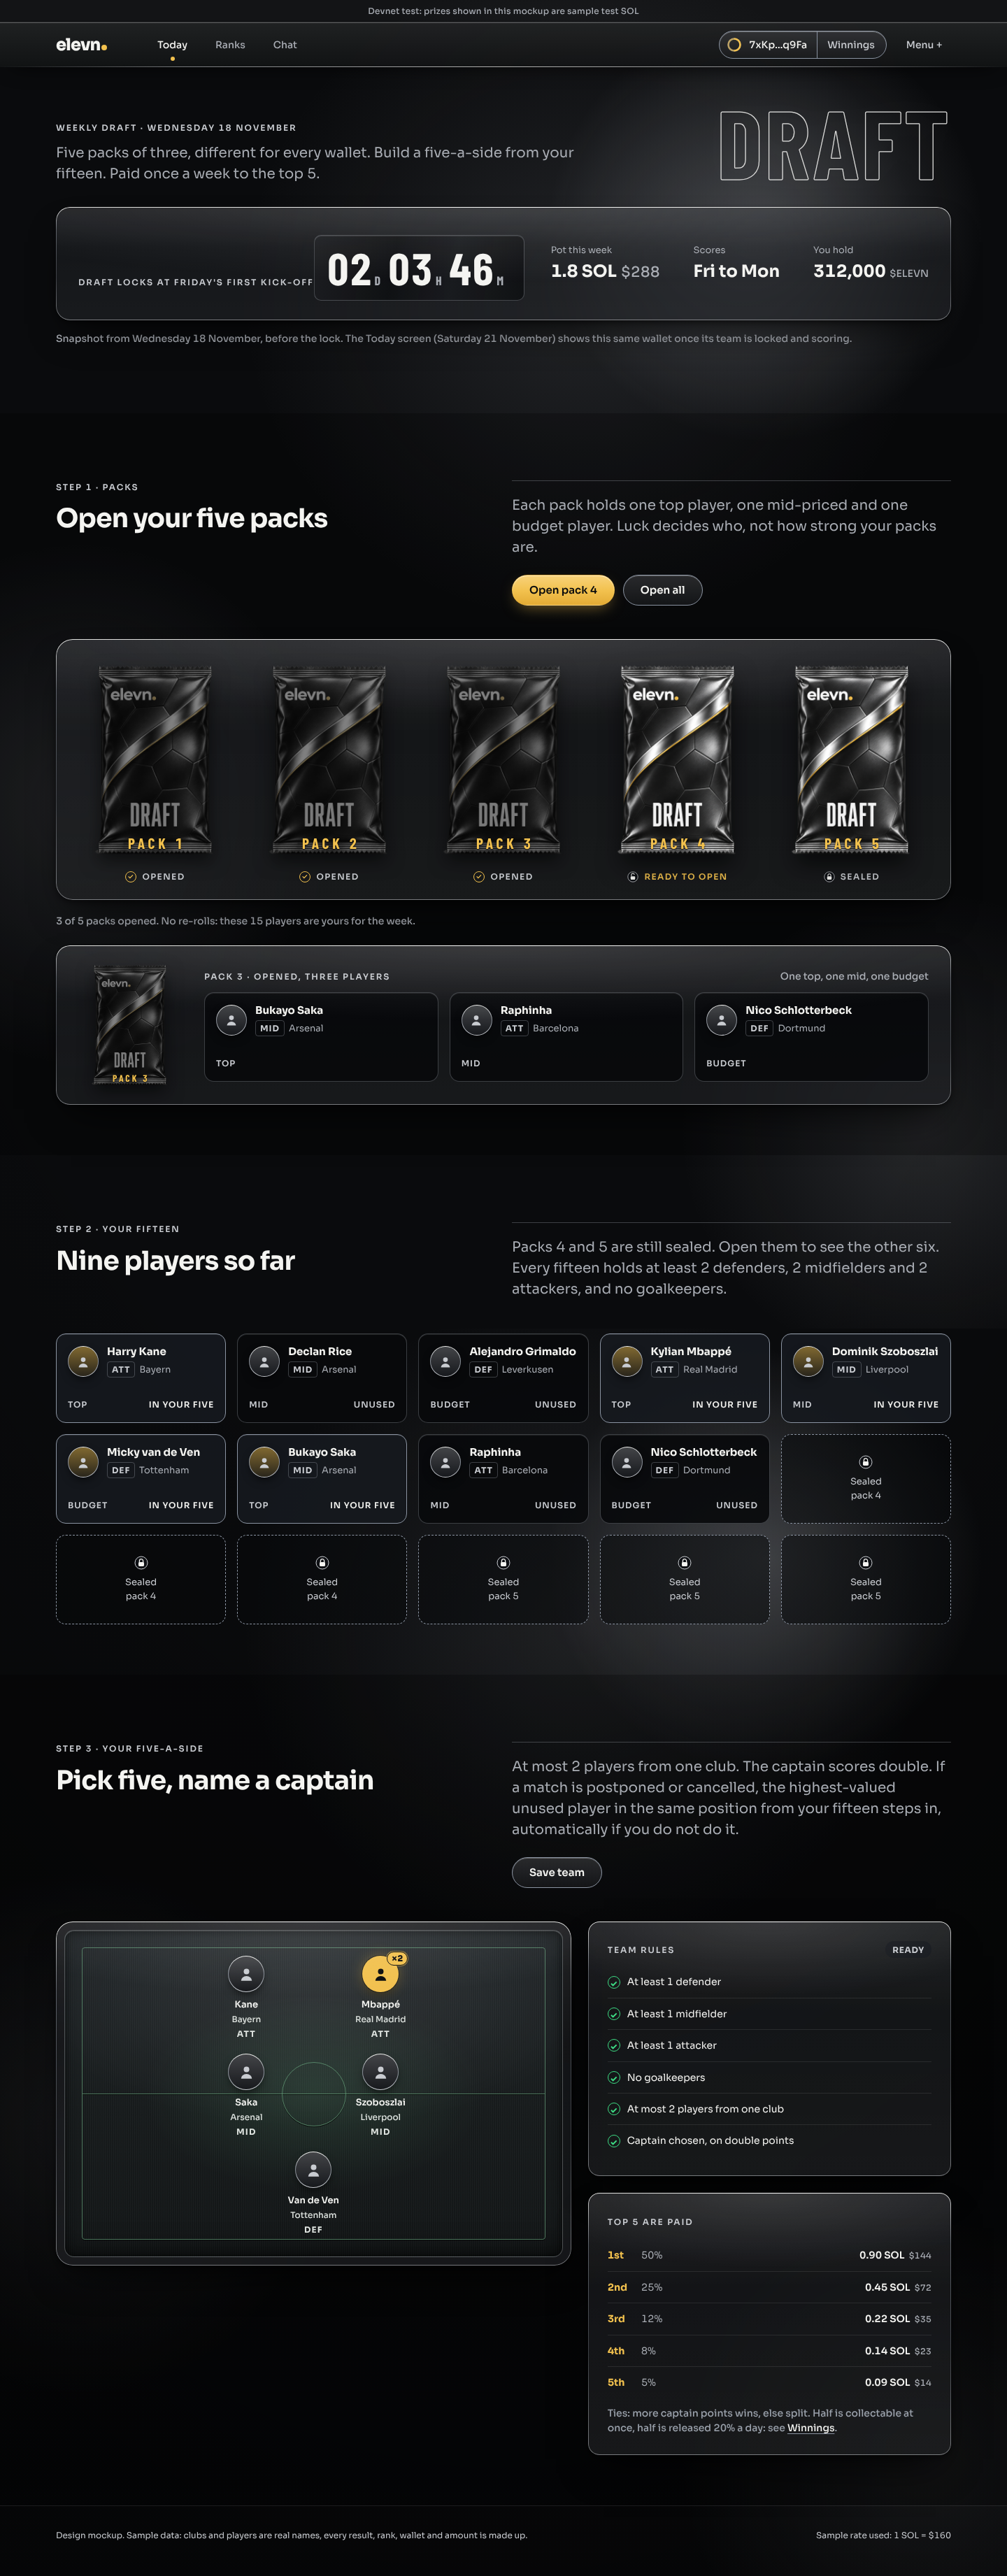 Devnet test: prizes shown in this mockup are sample test SOL
elevn.
Today
Ranks
Chat
7xKp...q9Fa
Winnings
Menu +
WEEKLY DRAFT · WEDNESDAY 18 NOVEMBER
Five packs of three, different for every wallet. Build a five-a-side from your
fifteen. Paid once a week to the top 5.
DRAFT
DRAFT LOCKS AT FRIDAY'S FIRST KICK-OFF
02 D 03 H 46 M
Pot this week
1.8 SOL $288
Scores
Fri to Mon
You hold
312,000 $ELEVN
Snapshot from Wednesday 18 November, before the lock. The Today screen (Saturday 21 November) shows this same wallet once its team is locked and scoring.
STEP 1 · PACKS
Open your five packs
Each pack holds one top player, one mid-priced and one
budget player. Luck decides who, not how strong your packs
are.
Open pack 4
Open all
elevn.
DRAFT
PACK 1
OPENED
elevn.
DRAFT
PACK 2
OPENED
elevn.
DRAFT
PACK 3
OPENED
elevn.
DRAFT
PACK 4
READY TO OPEN
elevn.
DRAFT
PACK 5
SEALED
3 of 5 packs opened. No re-rolls: these 15 players are yours for the week.
elevn.
DRAFT
PACK 3
PACK 3 · OPENED, THREE PLAYERS
One top, one mid, one budget
Bukayo Saka
MID Arsenal
TOP
Raphinha
ATT Barcelona
MID
Nico Schlotterbeck
DEF Dortmund
BUDGET
STEP 2 · YOUR FIFTEEN
Nine players so far
Packs 4 and 5 are still sealed. Open them to see the other six.
Every fifteen holds at least 2 defenders, 2 midfielders and 2
attackers, and no goalkeepers.
Harry Kane
ATT Bayern
TOP IN YOUR FIVE
Declan Rice
MID Arsenal
MID UNUSED
Alejandro Grimaldo
DEF Leverkusen
BUDGET UNUSED
Kylian Mbappé
ATT Real Madrid
TOP IN YOUR FIVE
Dominik Szoboszlai
MID Liverpool
MID IN YOUR FIVE
Micky van de Ven
DEF Tottenham
BUDGET IN YOUR FIVE
Bukayo Saka
MID Arsenal
TOP IN YOUR FIVE
Raphinha
ATT Barcelona
MID UNUSED
Nico Schlotterbeck
DEF Dortmund
BUDGET UNUSED
Sealed
pack 4
Sealed
pack 4
Sealed
pack 4
Sealed
pack 5
Sealed
pack 5
Sealed
pack 5
STEP 3 · YOUR FIVE-A-SIDE
Pick five, name a captain
At most 2 players from one club. The captain scores double. If
a match is postponed or cancelled, the highest-valued
unused player in the same position from your fifteen steps in,
automatically if you do not do it.
Save team
Kane
Bayern
ATT
×2
Mbappé
Real Madrid
ATT
Saka
Arsenal
MID
Szoboszlai
Liverpool
MID
Van de Ven
Tottenham
DEF
TEAM RULES
READY
At least 1 defender
At least 1 midfielder
At least 1 attacker
No goalkeepers
At most 2 players from one club
Captain chosen, on double points
TOP 5 ARE PAID
1st 50% 0.90 SOL $144
2nd 25% 0.45 SOL $72
3rd 12% 0.22 SOL $35
4th 8% 0.14 SOL $23
5th 5% 0.09 SOL $14
Ties: more captain points wins, else split. Half is collectable at
once, half is released 20% a day: see Winnings.
Design mockup. Sample data: clubs and players are real names, every result, rank, wallet and amount is made up.
Sample rate used: 1 SOL = $160